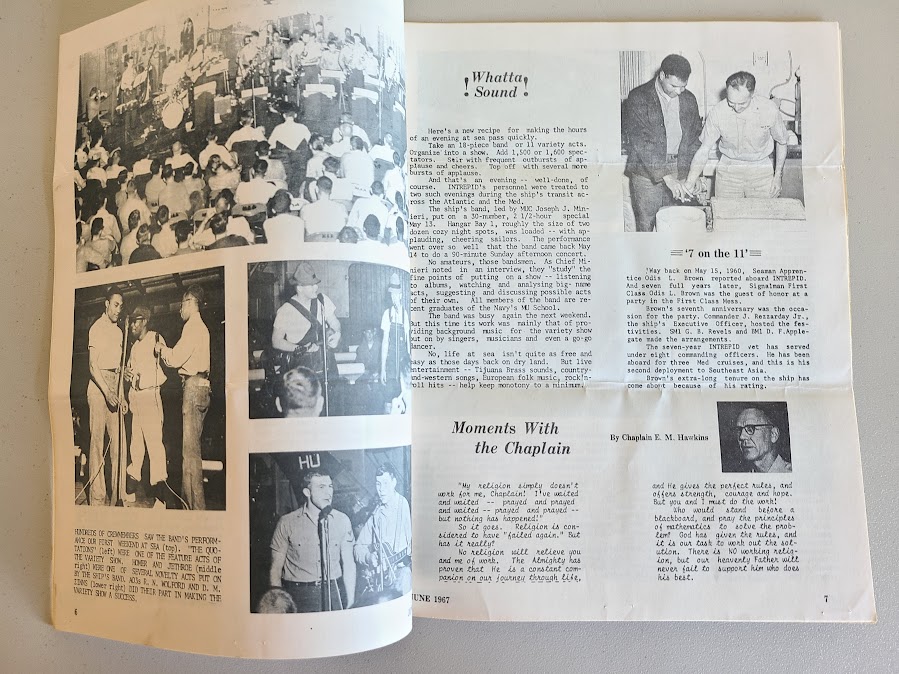 HU
HUNDREDS OF CREWMEMBERS SAW THE BAND'S PERFOR-
MANCE OUR FIRST WEEKEND AT SEA (top). "THE QUO-
TATIONS" (left) WERE ONE OF THE FEATURE ACTS OF
THE VARIETY SHOW. HOMER AND JETHROE (middle
right) WERE ONE OF SEVERAL NOVELTY ACTS PUT ON
BY THE SHIP'S BAND. R. N. WOLFORD AND D. M.
(lower right) DID THEIR PART IN MAKING THE
VARIETY SHOW A SUCCESS.
6
! Whatta
Sound !
Here's a new recipe for making the hours
of an evening at sea pass quickly.
Take an 18-piece band or 11 variety acts.
Organize into a show. Add 1,500 or 1,600 spec-
tators. Stir with frequent outbursts of ap-
plause and cheers. Top off with several more
bursts of applause.
And that's an evening -- well-done, of
course. INTREPID's personnel were treated to
two such evenings during the ship's transit ac-
ross the Atlantic and the Med.
The ship's band, led by MUC Joseph J. Min-
ieri, put on a 30-number, 2 1/2-hour special
May 13. Hangar Bay 1, roughly the size of two
dozen cozy night spots, was loaded -- with ap-
plauding, cheering sailors. The performance
went over so well that the band came back May
14 to do a 90-minute Sunday afternoon concert.
No amateurs, those bandsmen. As Chief Mi-
nieri noted in an interview, they "study" the
fine points of putting on a show -- listening
to albums, watching and analysing big-name
acts, suggesting and discussing possible acts
of their own. All members of the band are re-
cent graduates of the Navy's MU School.
The band was busy again the next weekend.
But this time its work was mainly that of pro-
viding background music for the variety show
put on by singers, musicians and even a go-go
dancer.
No, life at sea isn't quite as free and
easy as those days back on dry land. But live
entertainment -- Tijuana Brass sounds, country-
and-western songs, European folk music, rock'n-
roll hits -- help keep monotony to a minimum.
'7 on the 11'
'Way back on May 15, 1960, Seaman Appren-
tice Odis L. Brown reported aboard INTREPID.
And seven full years later, Signalman First
Class Odis L. Brown was the guest of honor at a
party in the First Class Mess.
Brown's seventh anniversary was the occa-
sion for the party. Commander J. Rezzarday Jr.,
the ship's Executive Officer, hosted the fes-
tivities. SM1 G. B. Revels and BM1 D. F.Apple-
gate made the arrangements.
The seven-year INTREPID vet has served
under eight commanding officers. He has been
aboard for three Med cruises, and this is his
second deployment to Southeast Asia.
Brown's extra-long tenure on the ship has
come about because of his rating.
Moments With
the Chaplain
By Chaplain E. M. Hawkins
"My religion simply doesn't
work for me, Chaplain! I've waited
and waited -- prayed and prayed
and waited -- prayed and prayed --
but nothing has happened!"
So it goes. Religion is con-
sidered to have "failed again." But
has it really?
No religion will relieve you
and me of work. The Almighty has
proven that He is a constant com-
panion on our journey through life,
and He gives the perfect rules, and
offers strength, courage and hope.
But you and I must do the work!
Who would stand before a
blackboard, and pray the principles
of mathematics to solve the prob-
lem? God has given the rules, and
it is our task to work out the sol-
ution. There is NO working relig-
ion, but our heavenly Father will
never fail to support him who does
his best.
JUNE 1967
7